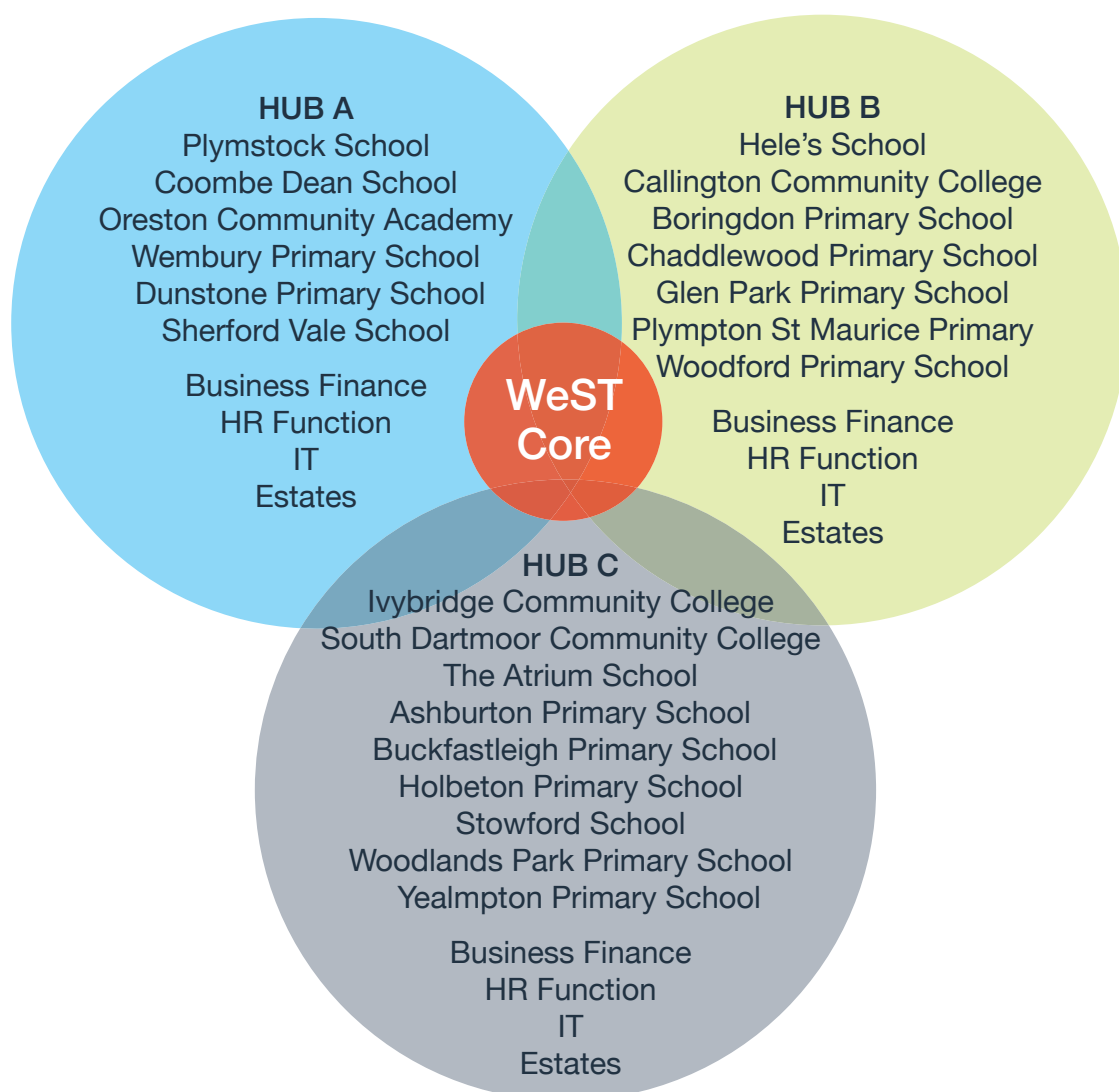 HUB A
Plymstock School
Coombe Dean School
Oreston Community Academy
Wembury Primary School
Dunstone Primary School
Sherford Vale School
Business Finance
HR Function
IT
Estates
HUB B
Hele’s School
Callington Community College
Boringdon Primary School
Chaddlewood Primary School
Glen Park Primary School
Plympton St Maurice Primary
Woodford Primary School
Business Finance
HR Function
IT
Estates
WeST
Core
HUB C
Ivybridge Community College
South Dartmoor Community College
The Atrium School
Ashburton Primary School
Buckfastleigh Primary School
Holbeton Primary School
Stowford School
Woodlands Park Primary School
Yealmpton Primary School
Business Finance
HR Function
IT
Estates